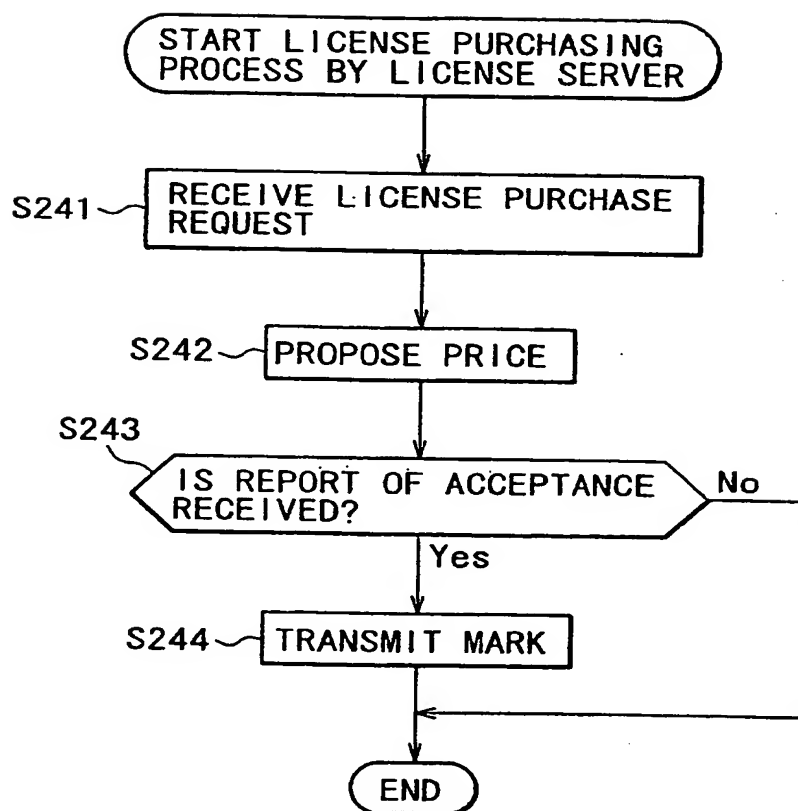 START LICENSE PURCHASING
PROCESS BY LICENSE SERVER
S241
RECEIVE LICENSE PURCHASE
REQUEST
S242
PROPOSE PRICE
S243
IS REPORT OF ACCEPTANCE
RECEIVED?
No
Yes
S244
TRANSMIT MARK
END